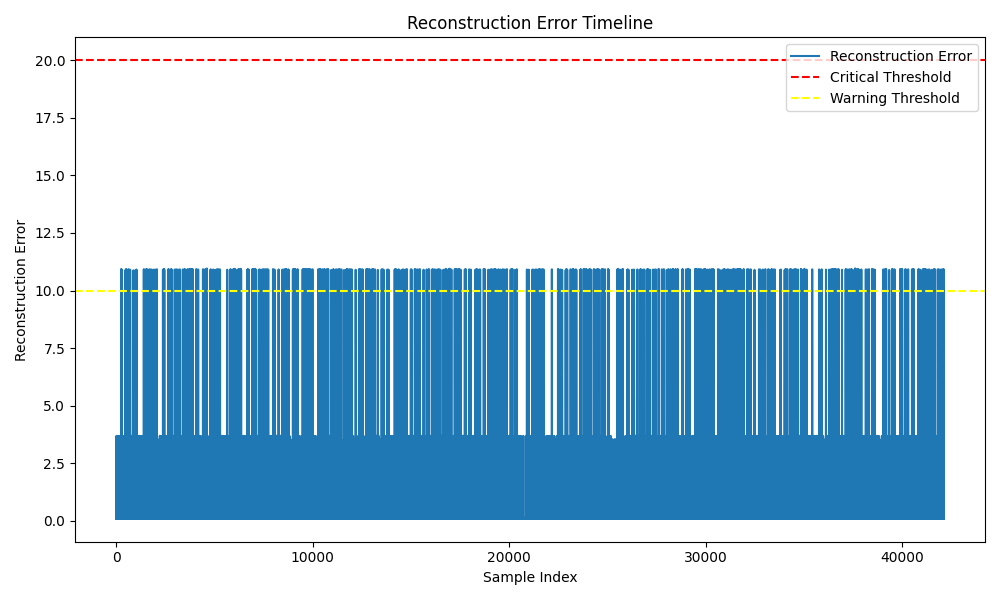 Reconstruction Error Timeline
Reconstruction Error
Critical Threshold
Warning Threshold
20.0
17.5
15.0
12.5
10.0
7.5
5.0
2.5
0.0
Reconstruction Error
0
10000
20000
30000
40000
Sample Index